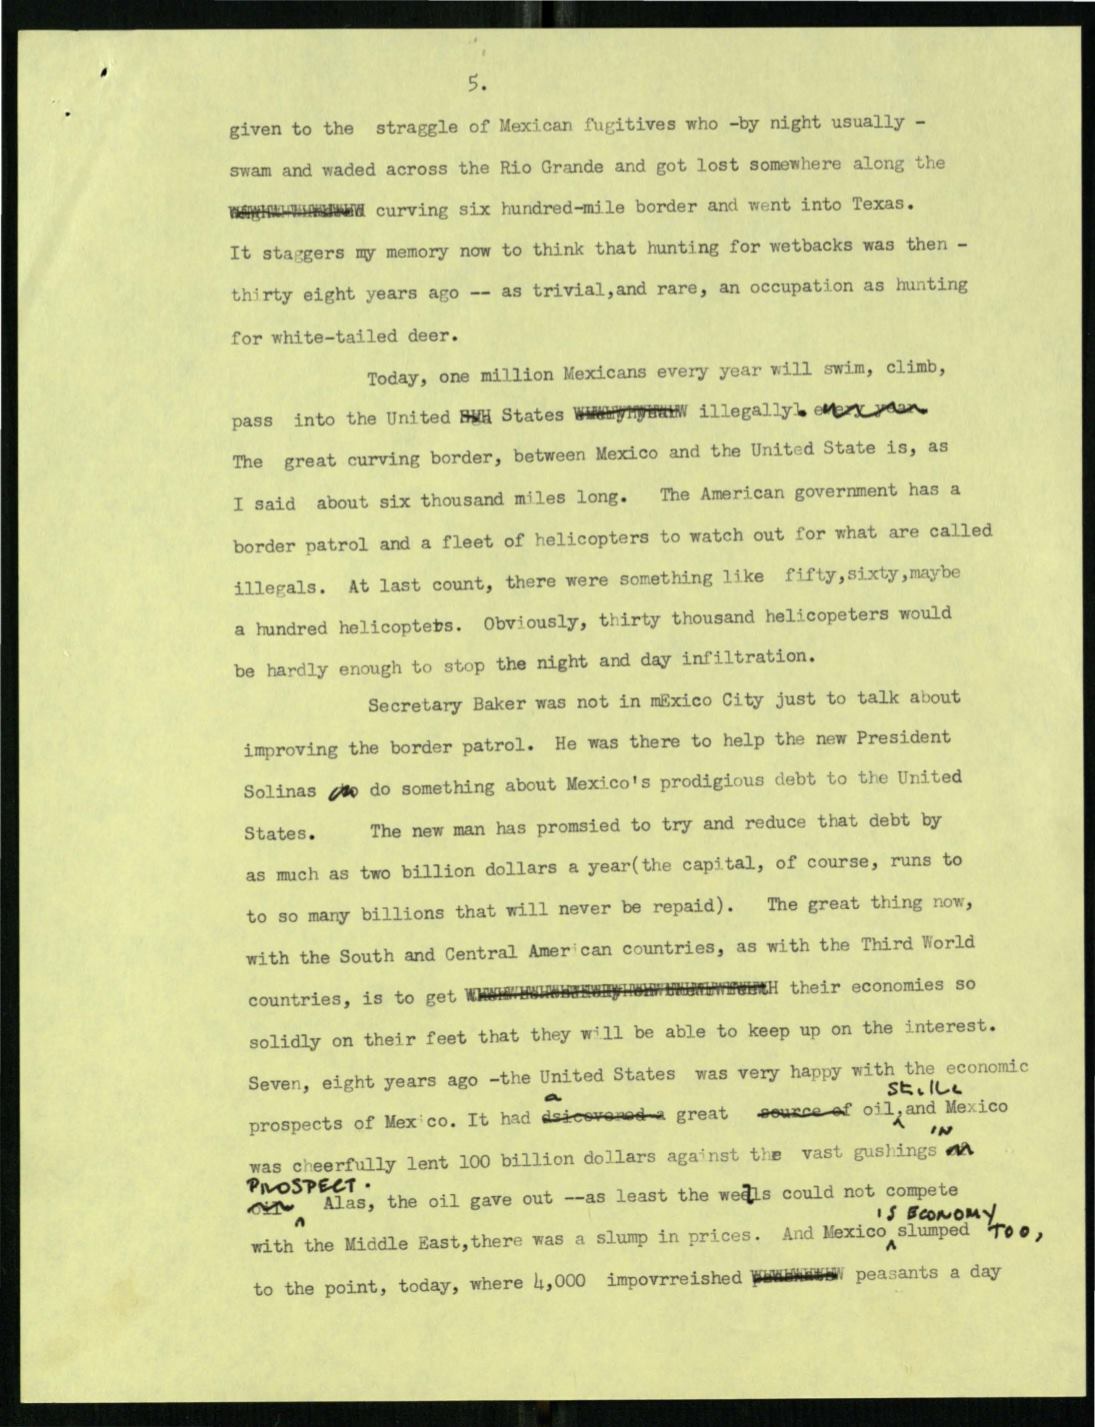 5.
given to the straggle of Mexican fugitives who -by night usually -
swam and waded across the Rio Grande and got lost somewhere along the
curving six hundred-mile border and went into Texas.
It staggers my memory now to think that hunting for wetbacks was then -
thirty eight years ago -- as trivial,and rare, an occupation as hunting
for white-tailed deer.
Today, one million Mexicans every year will swim, climb,
pass into the United States illegally. every year
The great curving border, between Mexico and the United State is, as
I said about six thousand miles long. The American government has a
border patrol and a fleet of helicopters to watch out for what are called
illegals. At last count, there were something like fifty,sixty,maybe
a hundred helicopters. Obviously, thirty thousand helicopeters would
be hardly enough to stop the night and day infiltration.
Secretary Baker was not in mExico City just to talk about
improving the border patrol. He was there to help the new President
Solinas do something about Mexico's prodigious debt to the United
States. The new man has promsied to try and reduce that debt by
as much as two billion dollars a year(the capital, of course, runs to
to so many billions that will never be repaid). The great thing now,
with the South and Central American countries, as with the Third World
countries, is to get their economies so
solidly on their feet that they will be able to keep up on the interest.
Seven, eight years ago -the United States was very happy with the economic
a STILL
prospects of Mexico. It had dsicovered a great source of oil,and Mexico
IN
was cheerfully lent 100 billion dollars against the vast gushings
PROSPECT.
Alas, the oil gave out --as least the wells could not compete
IS ECONOMY
with the Middle East,there was a slump in prices. And Mexico slumped TOO,
to the point, today, where 4,000 impovrreished peasants a day